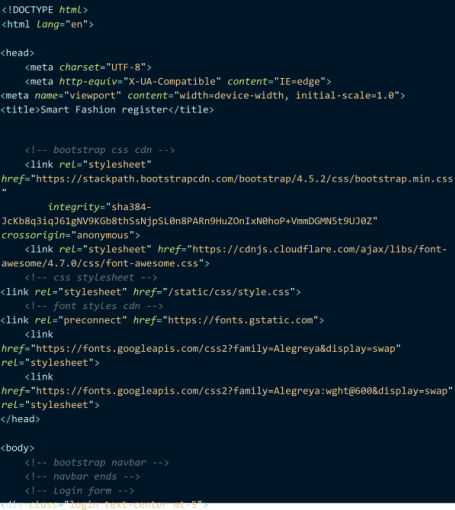 <!DOCTYPE html>
<html lang="en">
<head>
<meta charset="UTF-8">
<meta http-equiv="X-UA-Compatible" content="IE=edge">
<meta name="viewport" content="width=device-width, initial-scale=1.0">
<title>Smart Fashion register</title>
<!-- bootstrap css cdn -->
<link rel="stylesheet"
href="https://stackpath.bootstrapcdn.com/bootstrap/4.5.2/css/bootstrap.min.css
"
integrity="sha384-
JcKb8q3iqJ61gNV9KGb8thSsNjpSL0n8PARn9HuZOnIxN0hoP+VmmDGMN5t9UJ0Z"
crossorigin="anonymous">
<link rel="stylesheet" href="https://cdnjs.cloudflare.com/ajax/libs/font-
awesome/4.7.0/css/font-awesome.css">
<!-- css stylesheet -->
<link rel="stylesheet" href="/static/css/style.css">
<!-- font styles cdn -->
<link rel="preconnect" href="https://fonts.gstatic.com">
<link
href="https://fonts.googleapis.com/css2?family=Alegreya&display=swap"
rel="stylesheet">
<link
href="https://fonts.googleapis.com/css2?family=Alegreya:wght@600&display=swap"
rel="stylesheet">
</head>
<body>
<!-- bootstrap navbar -->
<!-- navbar ends -->
<!-- Login form -->
<div class="login text-center mt-5">